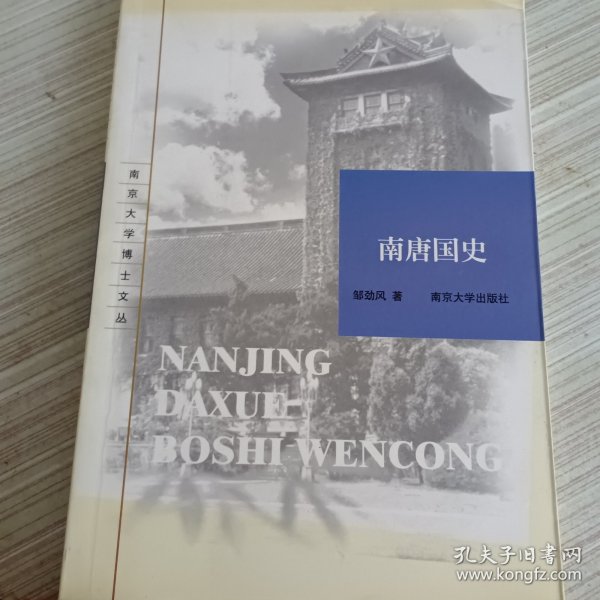 南京大学博士文丛
南唐国史
邹劲风 著 南京大学出版社
NANJING
DAXUE
BOSHI WENCONG
孔夫子旧书网
www.kongfz.com